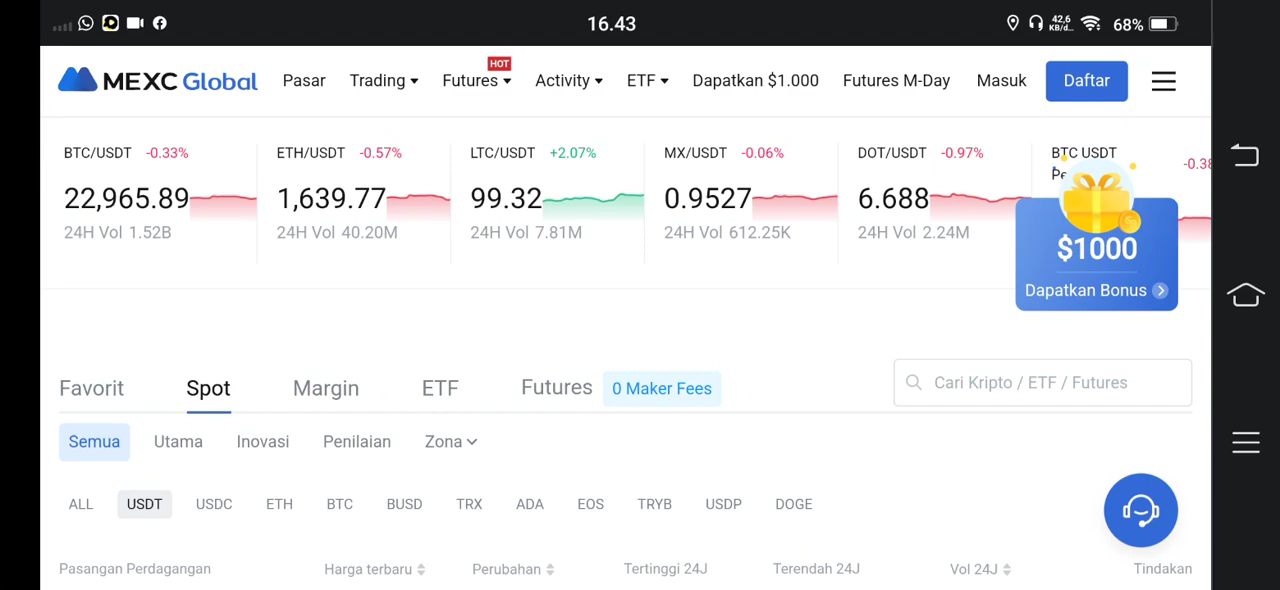 16.43
42,6
KB/d...
68%
MEXC Global
Pasar
Trading
Futures
HOT
Activity
ETF
Dapatkan $1.000
Futures M-Day
Masuk
Daftar
BTC/USDT -0.33%
22,965.89
24H Vol 1.52B
ETH/USDT -0.57%
1,639.77
24H Vol 40.20M
LTC/USDT +2.07%
99.32
24H Vol 7.81M
MX/USDT -0.06%
0.9527
24H Vol 612.25K
DOT/USDT -0.97%
6.688
24H Vol 2.24M
BTC USDT
-0.38
$1000
Dapatkan Bonus
Favorit
Spot
Margin
ETF
Futures
0 Maker Fees
Cari Kripto / ETF / Futures
Semua
Utama
Inovasi
Penilaian
Zona
ALL
USDT
USDC
ETH
BTC
BUSD
TRX
ADA
EOS
TRYB
USDP
DOGE
Pasangan Perdagangan
Harga terbaru
Perubahan
Tertinggi 24J
Terendah 24J
Vol 24J
Tindakan